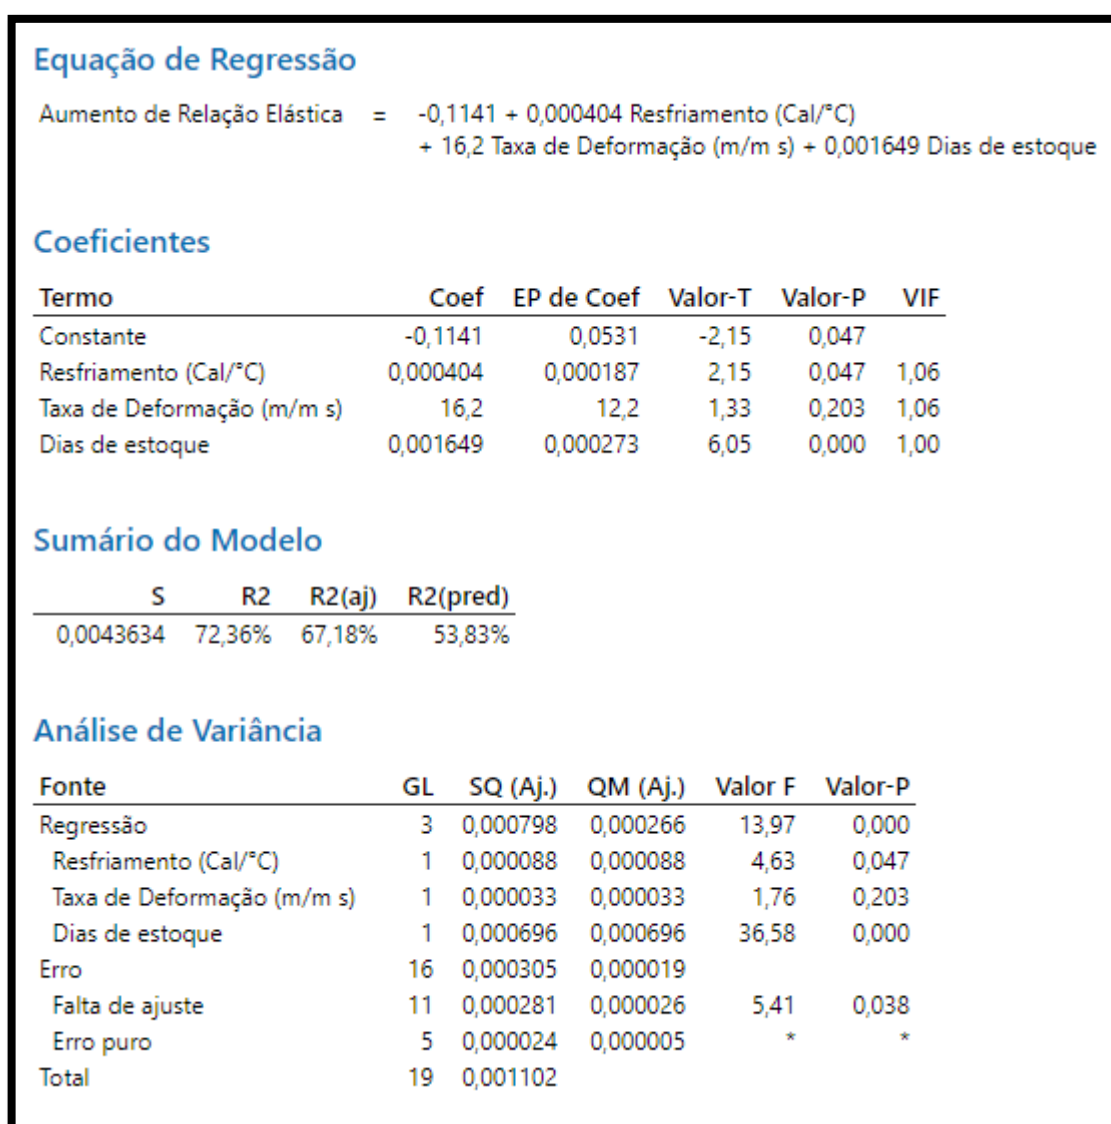 Equação de Regressão
Aumento de Relação Elástica = -0,1141 + 0,000404 Resfriamento (Cal/°C)
+ 16,2 Taxa de Deformação (m/m s) + 0,001649 Dias de estoque
Coeficientes
Termo Coef EP de Coef Valor-T Valor-P VIF
Constante -0,1141 0,0531 -2,15 0,047
Resfriamento (Cal/°C) 0,000404 0,000187 2,15 0,047 1,06
Taxa de Deformação (m/m s) 16,2 12,2 1,33 0,203 1,06
Dias de estoque 0,001649 0,000273 6,05 0,000 1,00
Sumário do Modelo
S R2 R2(aj) R2(pred)
0,0043634 72,36% 67,18% 53,83%
Análise de Variância
Fonte GL SQ (Aj.) QM (Aj.) Valor F Valor-P
Regressão 3 0,000798 0,000266 13,97 0,000
Resfriamento (Cal/°C) 1 0,000088 0,000088 4,63 0,047
Taxa de Deformação (m/m s) 1 0,000033 0,000033 1,76 0,203
Dias de estoque 1 0,000696 0,000696 36,58 0,000
Erro 16 0,000305 0,000019
Falta de ajuste 11 0,000281 0,000026 5,41 0,038
Erro puro 5 0,000024 0,000005 * *
Total 19 0,001102